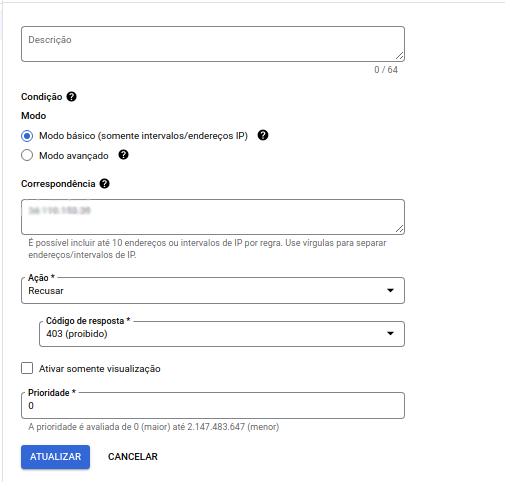 Descrição
0 / 64
Condição
Modo
Modo básico (somente intervalos/endereços IP)
Modo avançado
Correspondência
É possível incluir até 10 endereços ou intervalos de IP por regra. Use vírgulas para separar
endereços/intervalos de IP.
Ação *
Recusar
Código de resposta *
403 (proibido)
Ativar somente visualização
Prioridade *
0
A prioridade é avaliada de 0 (maior) até 2.147.483.647 (menor)
ATUALIZAR CANCELAR